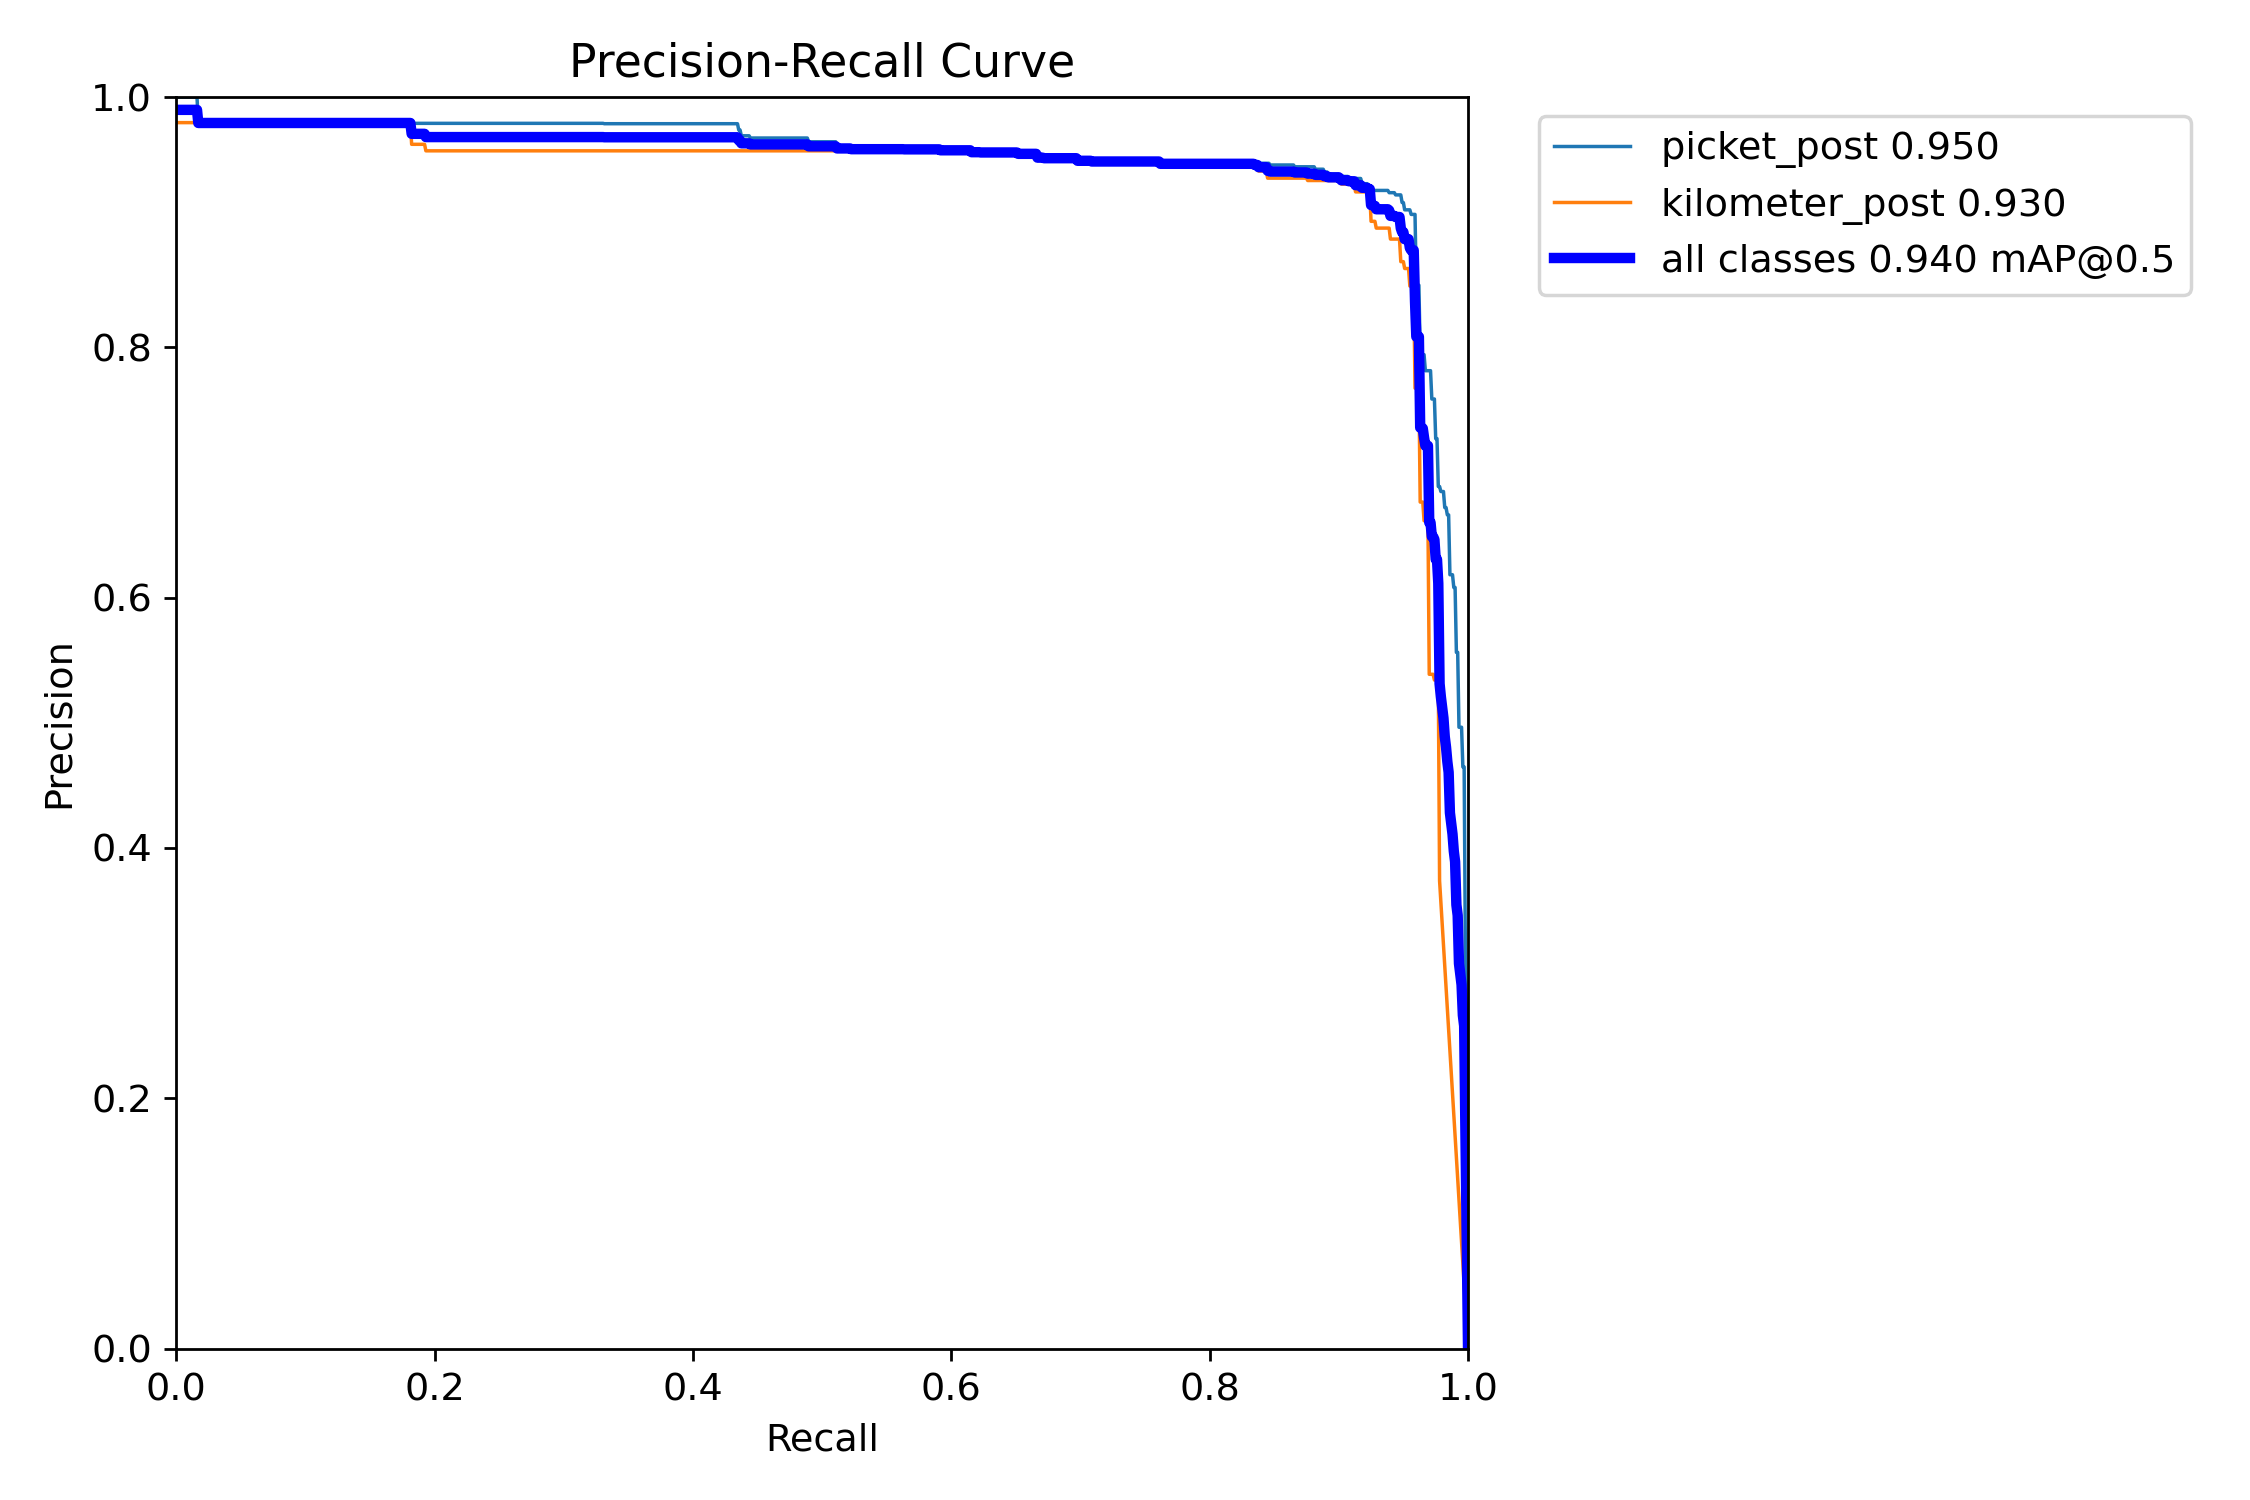 Precision-Recall Curve
picket_post 0.950
kilometer_post 0.930
all classes 0.940 mAP@0.5
Precision
1.0
0.8
0.6
0.4
0.2
0.0
0.0 0.2 0.4 0.6 0.8 1.0
Recall